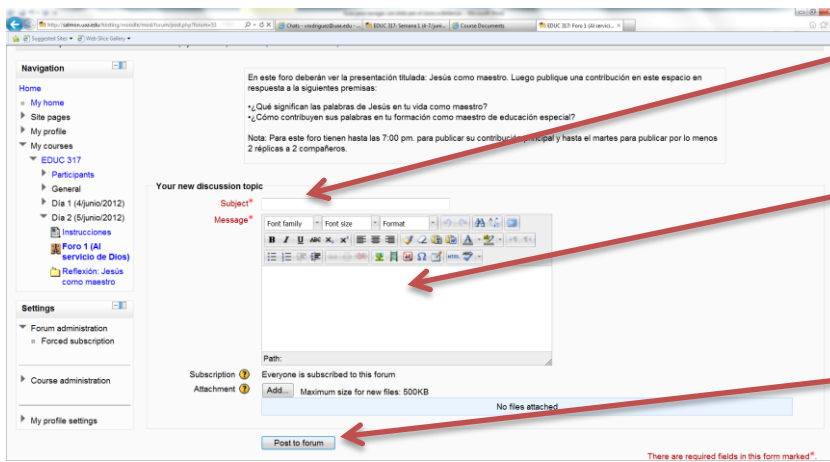 Suggested Sites
Web Slice Gallery
Navigation
Home
My home
Site pages
My profile
My courses
EDUC 317
Participants
General
Día 1 (4/junio/2012)
Día 2 (5/junio/2012)
Instrucciones
Foro 1 (Al
servicio de Dios)
Reflexión: Jesús
como maestro
Settings
Forum administration
Forced subscription
Course administration
My profile settings
En este foro deberán ver la presentación titulada: Jesús como maestro. Luego publique una contribución en este espacio en
respuesta a la siguientes premisas:
•¿Qué significan las palabras de Jesús en tu vida como maestro?
•¿Cómo contribuyen sus palabras en tu formación como maestro de educación especial?
Nota: Para este foro tienen hasta las 7:00 pm. para publicar su contribución principal y hasta el martes para publicar por lo menos
2 réplicas a 2 compañeros.
Your new discussion topic
Subject*
Message*
Font family Font size Format
B I U ABC
HTML
Path:
Subscription Everyone is subscribed to this forum
Attachment Add... Maximum size for new files: 500KB
No files attached
Post to forum
There are required fields in this form marked*.